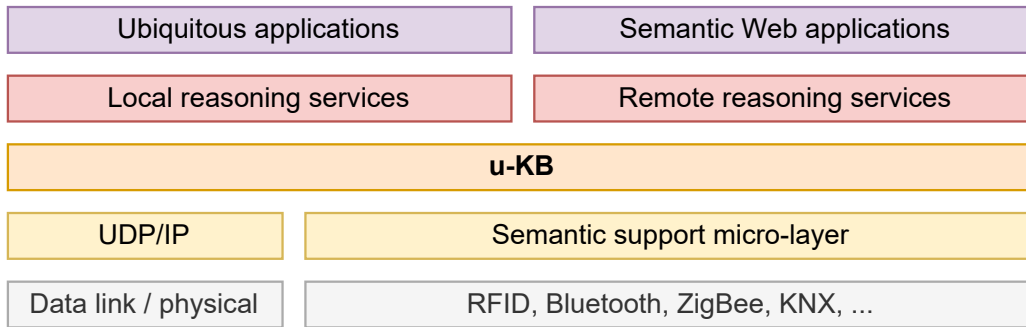 Ubiquitous applications
Semantic Web applications
Local reasoning services
Remote reasoning services
u-KB
UDP/IP
Semantic support micro-layer
Data link / physical
RFID, Bluetooth, ZigBee, KNX, ...